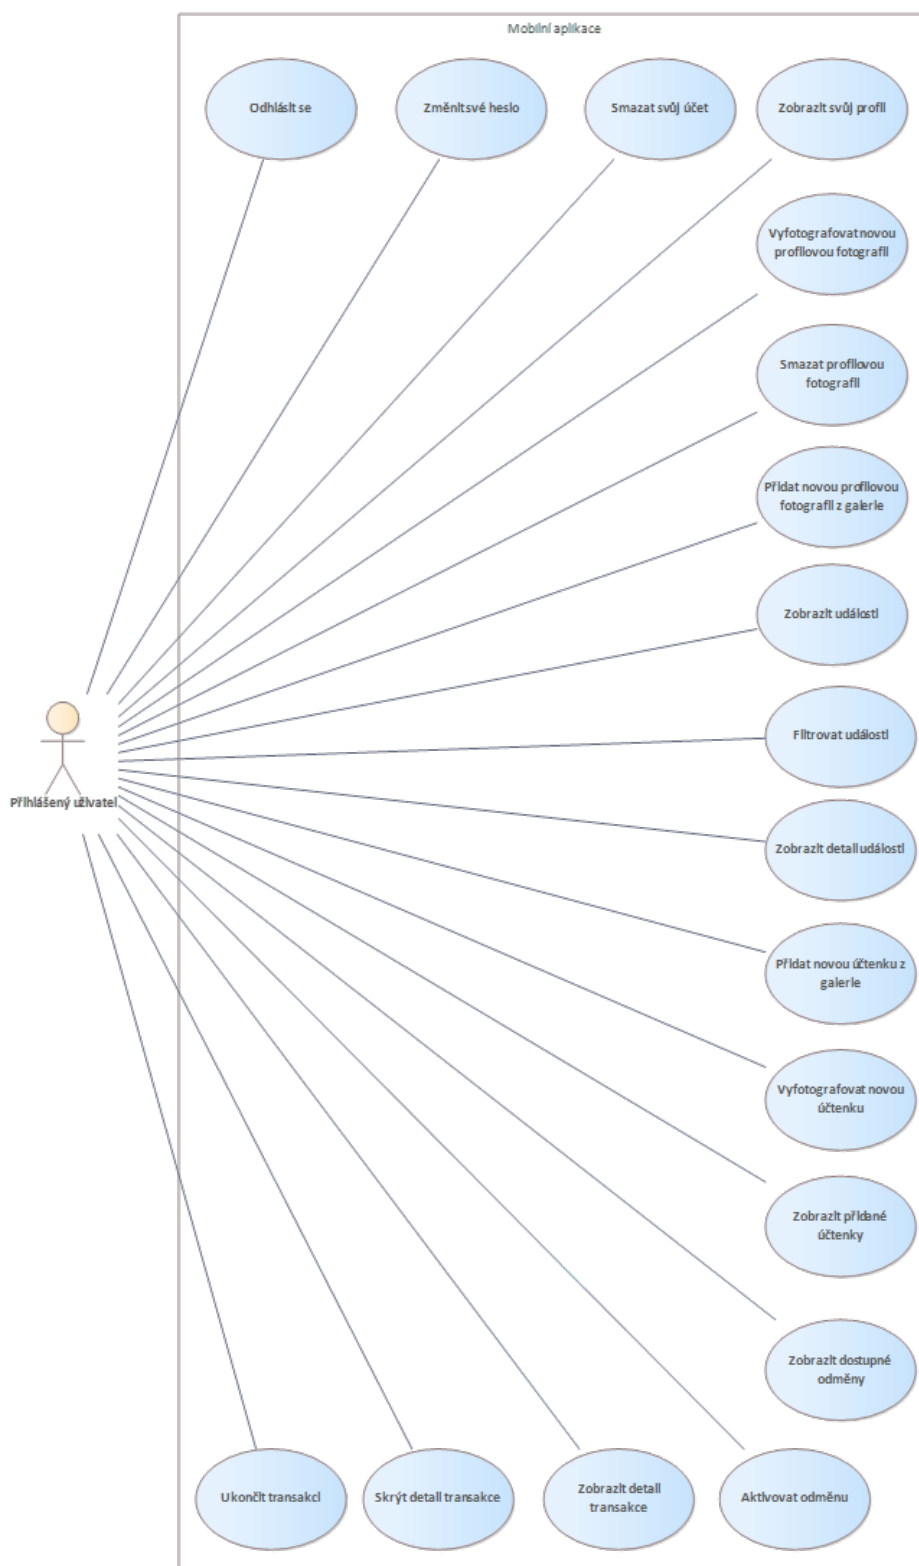 Mobilní aplikace
Odhlásit se
Změnit své heslo
Smazat svůj účet
Zobrazit svůj profil
Vyfotografovat novou
profilovou fotografii
Smazat profilovou
fotografii
Přidat novou profilovou
fotografii z galerie
Zobrazit události
Filtrovat události
Přihlášený uživatel
Zobrazit detail události
Přidat novou účtenku z
galerie
Vyfotografovat novou
účtenku
Zobrazit přidané
účtenky
Zobrazit dostupné
odměny
Ukončit transakci
Skrýt detail transakce
Zobrazit detail
transakce
Aktivovat odměnu